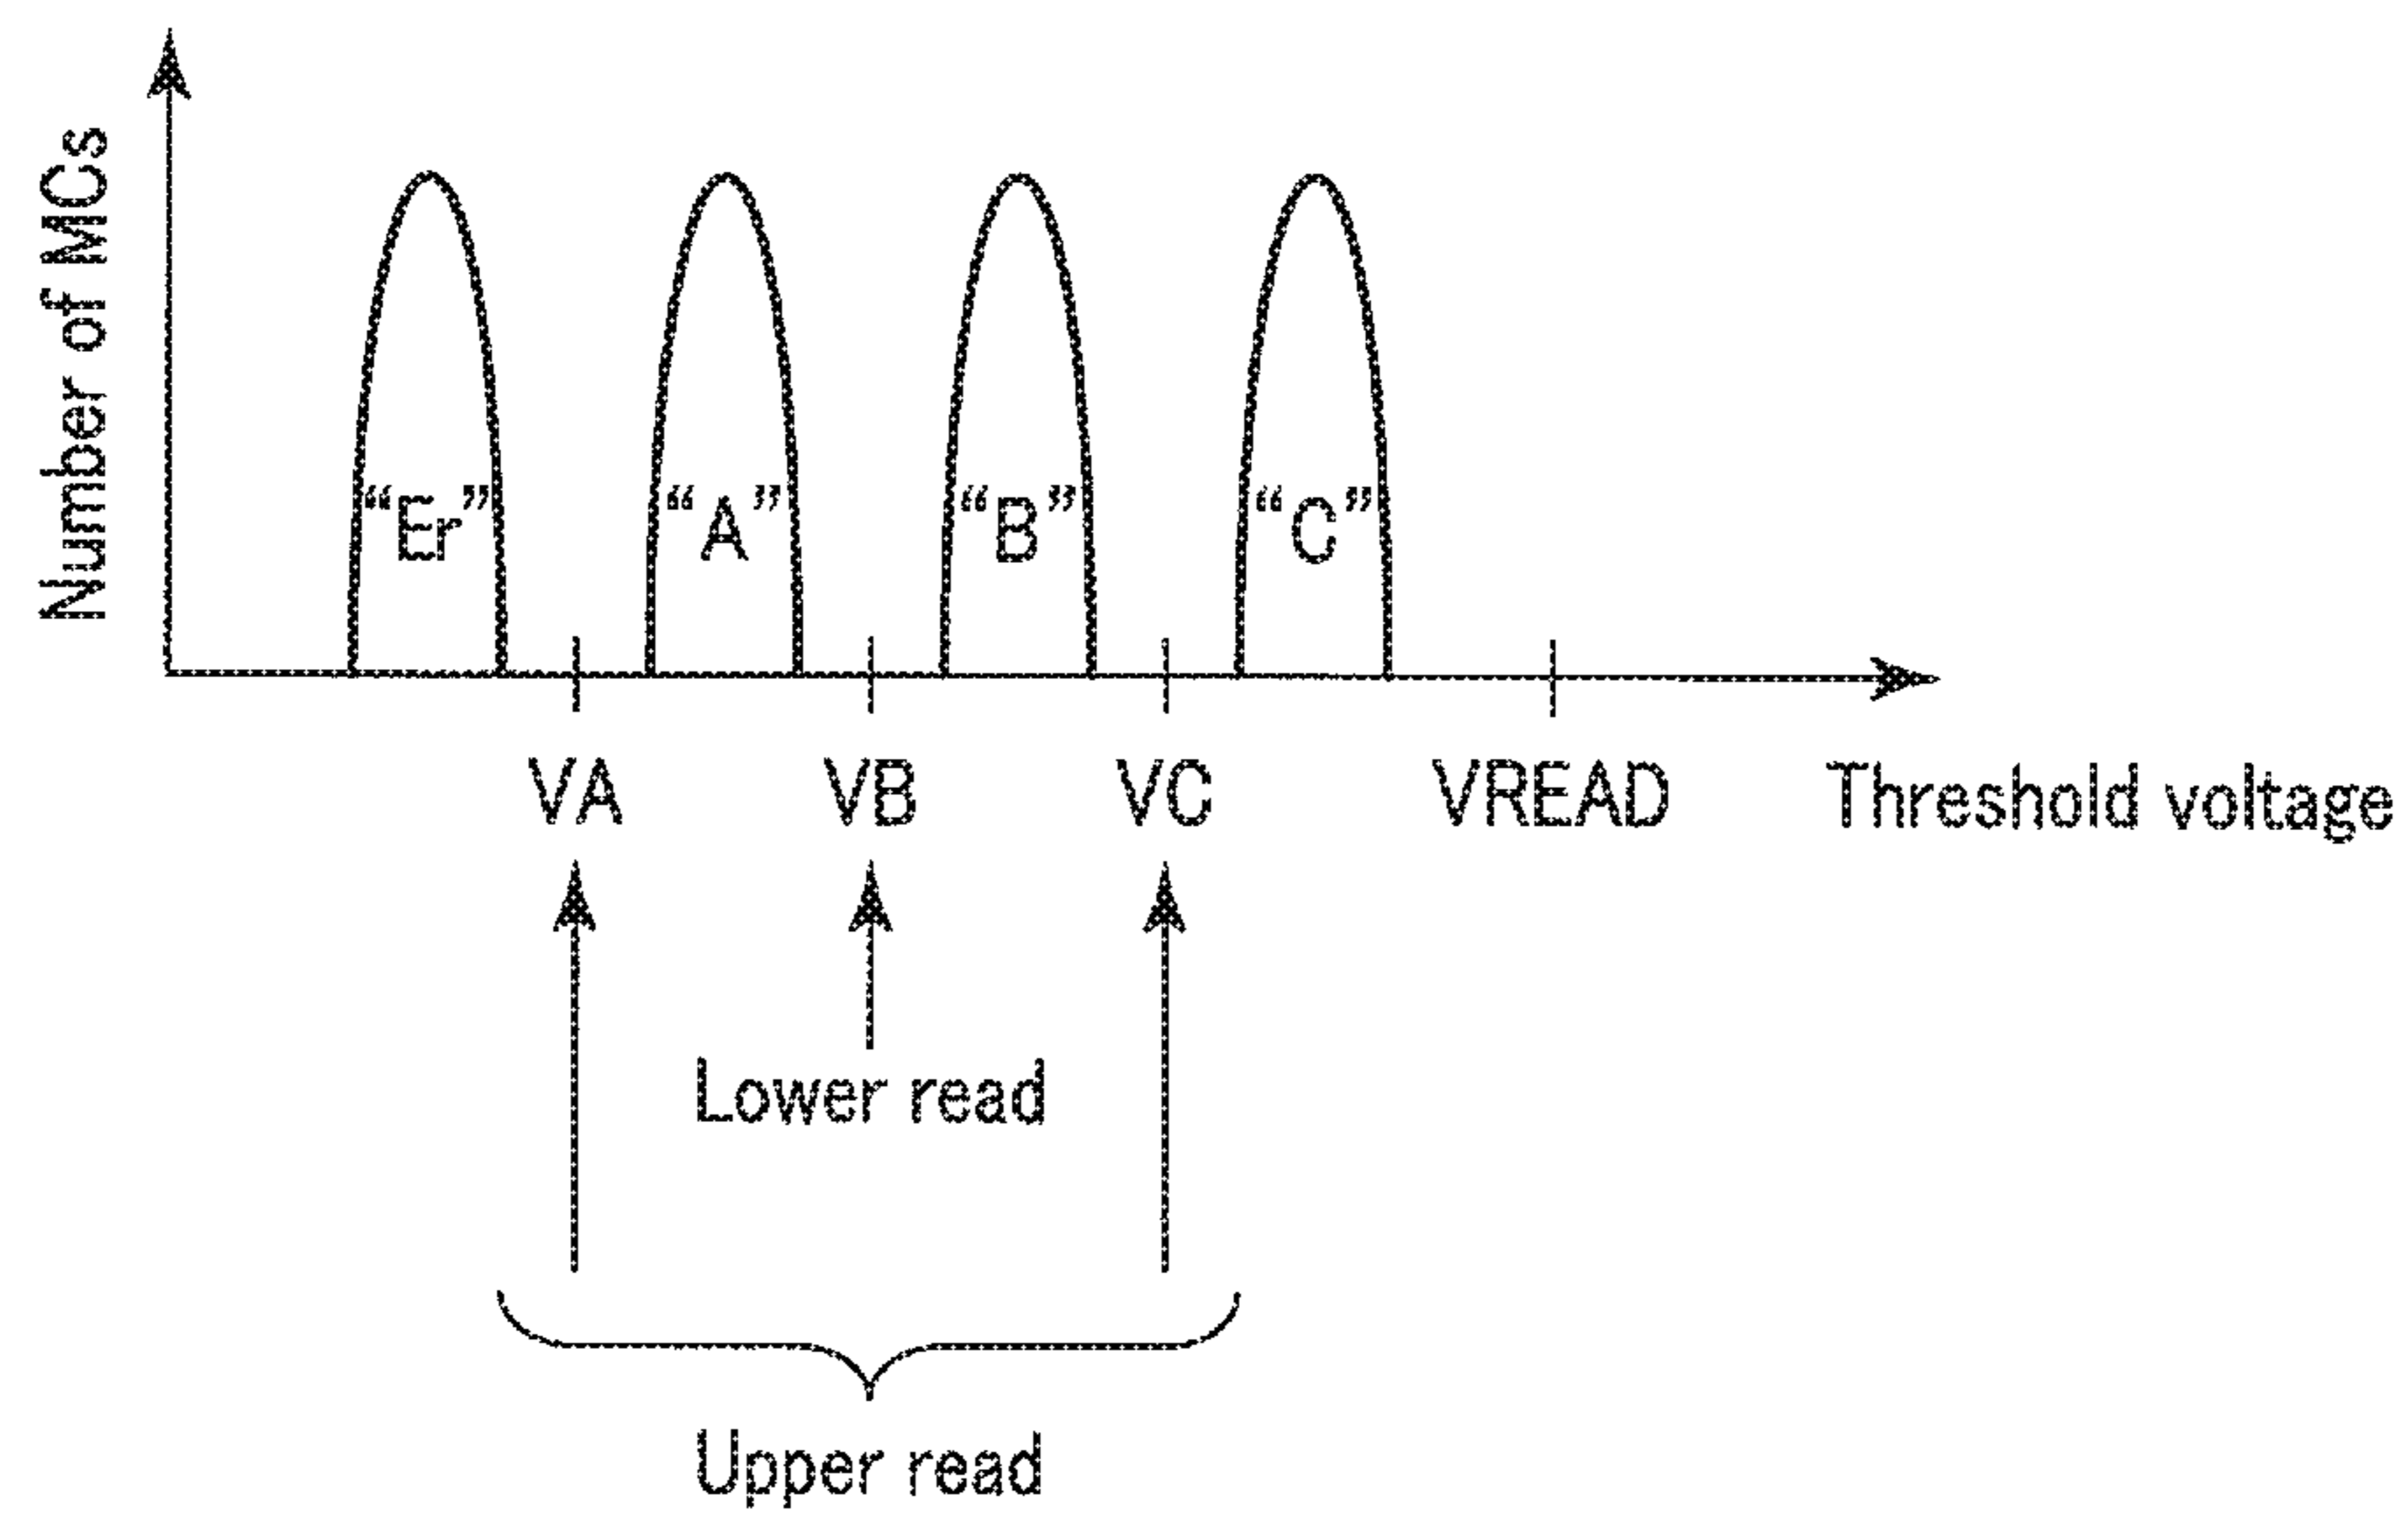 Number of MCs
“Er” “A” “B” “C”
VA VB VC VREAD Threshold voltage
Lower read
Upper read